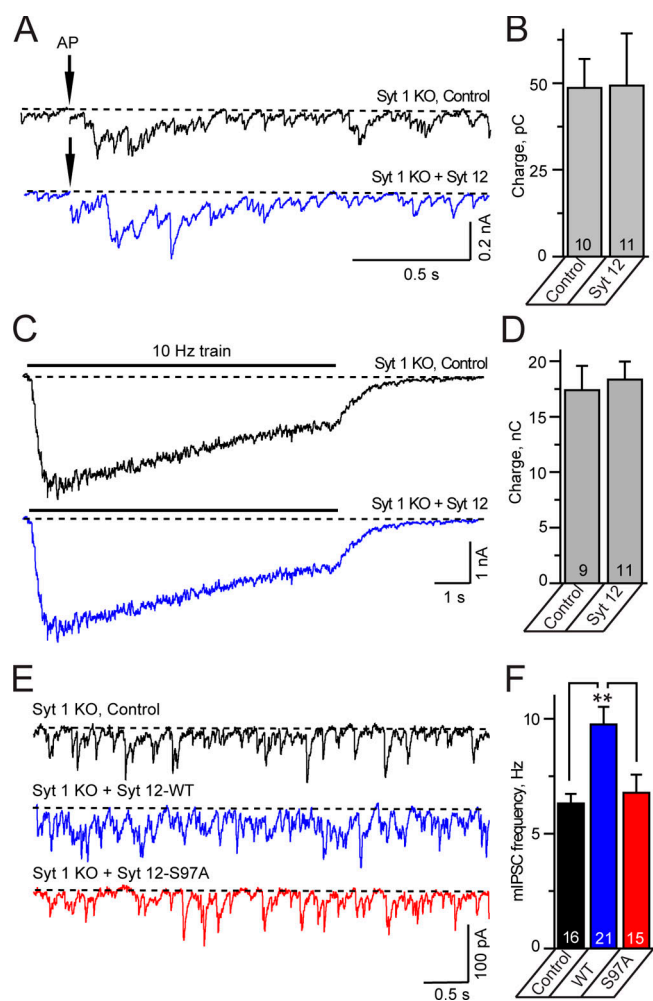 A
AP
Syt 1 KO, Control
Syt 1 KO + Syt 12
0.2 nA
0.5 s
B
Charge, pC
50
25
0
10
11
Control
Syt 12
C
10 Hz train
Syt 1 KO, Control
Syt 1 KO + Syt 12
1 nA
1 s
D
Charge, nC
20
15
10
5
0
9
11
Control
Syt 12
E
Syt 1 KO, Control
Syt 1 KO + Syt 12-WT
Syt 1 KO + Syt 12-S97A
100 pA
0.5 s
F
mIPSC frequency, Hz
**
10
5
0
16
21
15
Control
WT
S97A